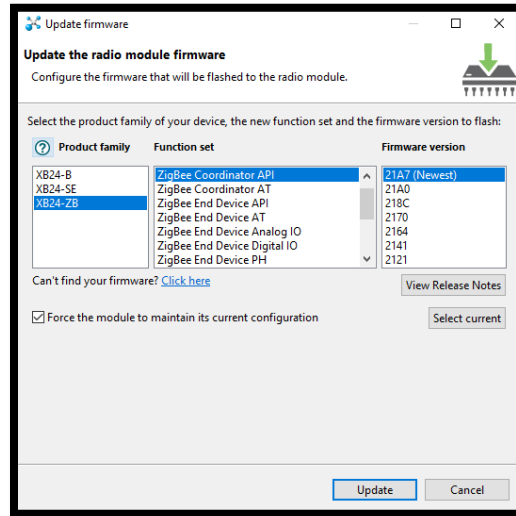 Update firmware
Update the radio module firmware
Configure the firmware that will be flashed to the radio module.
Select the product family of your device, the new function set and the firmware version to flash:
Product family Function set Firmware version
XB24-B
XB24-SE
XB24-ZB
ZigBee Coordinator API
ZigBee Coordinator AT
ZigBee End Device API
ZigBee End Device AT
ZigBee End Device Analog IO
ZigBee End Device Digital IO
ZigBee End Device PH
21A7 (Newest)
21A0
218C
2170
2164
2141
2121
Can't find your firmware? Click here
View Release Notes
Force the module to maintain its current configuration
Select current
Update Cancel